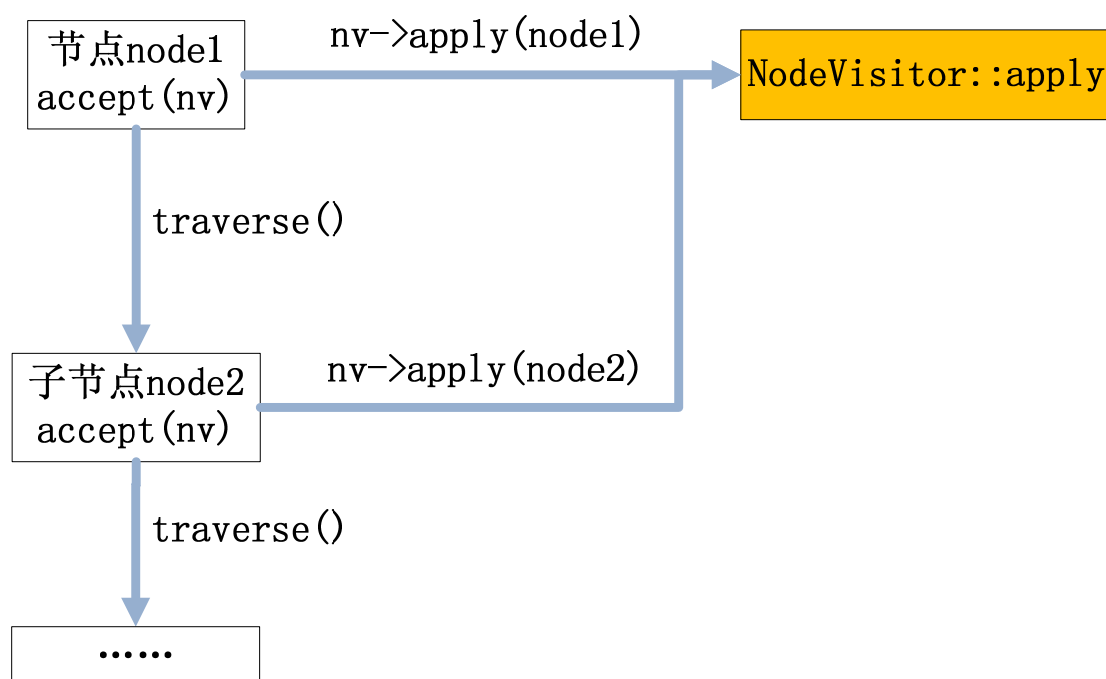 节点node1
accept(nv)
nv->apply(node1)
NodeVisitor::apply
traverse()
子节点node2
accept(nv)
nv->apply(node2)
traverse()
……